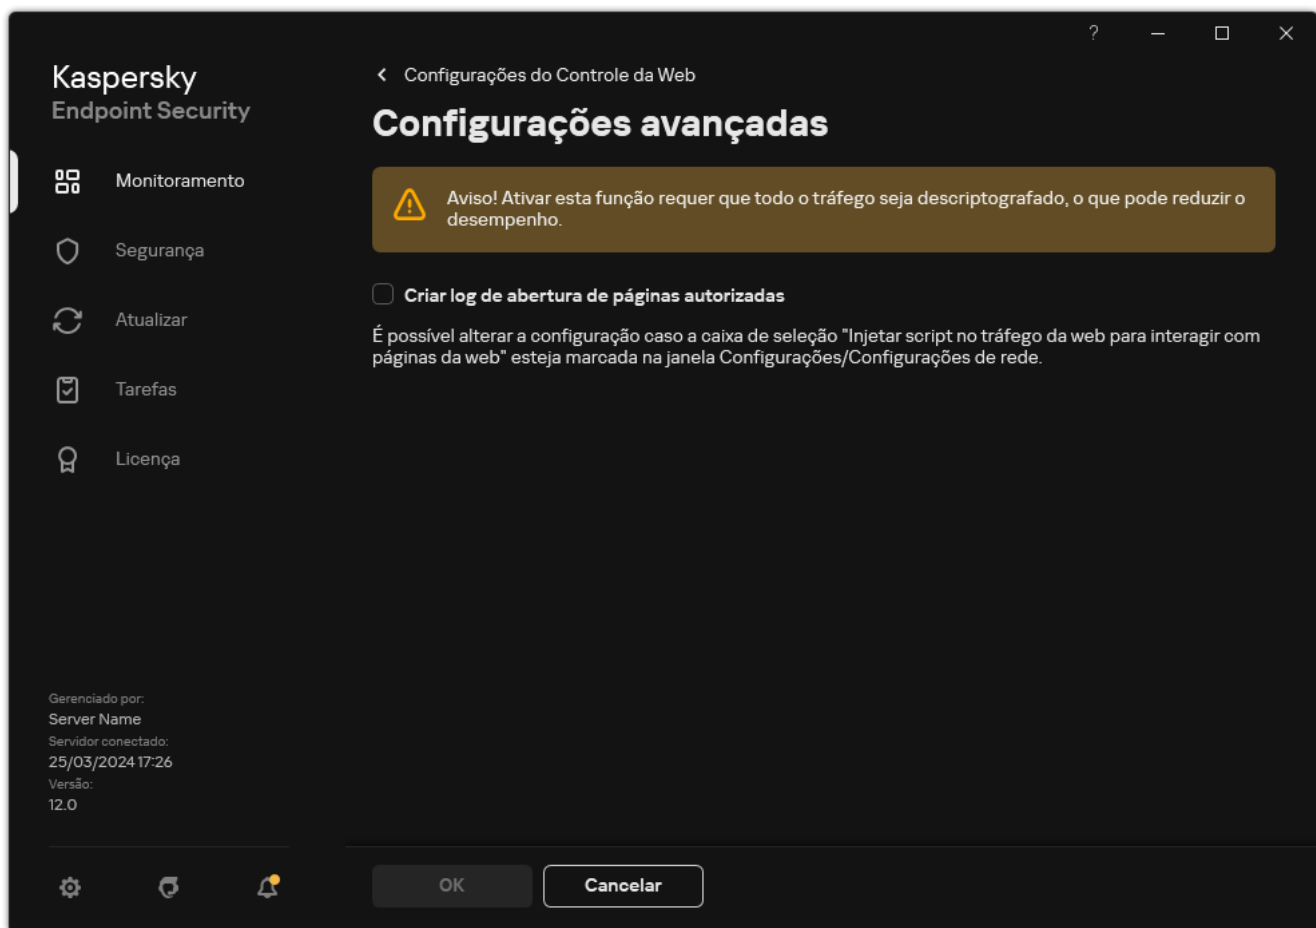 ?
Kaspersky
Endpoint Security
Monitoramento
Segurança
Atualizar
Tarefas
Licença
Gerenciado por:
Server Name
Servidor conectado:
25/03/2024 17:26
Versão:
12.0
Configurações do Controle da Web
Configurações avançadas
Aviso! Ativar esta função requer que todo o tráfego seja descriptografado, o que pode reduzir o
desempenho.
Criar log de abertura de páginas autorizadas
É possível alterar a configuração caso a caixa de seleção "Injetar script no tráfego da web para interagir com
páginas da web" esteja marcada na janela Configurações/Configurações de rede.
OK
Cancelar